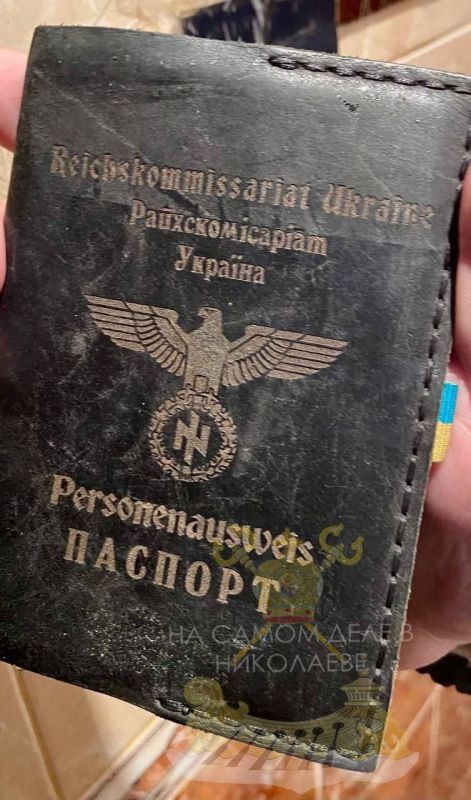 Reichskommissariat Ukraine
Райхскомісаріат
Україна
Personenausweis
ПАСПОРТ
НА САМОМ ДЕЛЕ В
НИКОЛАЕВЕ